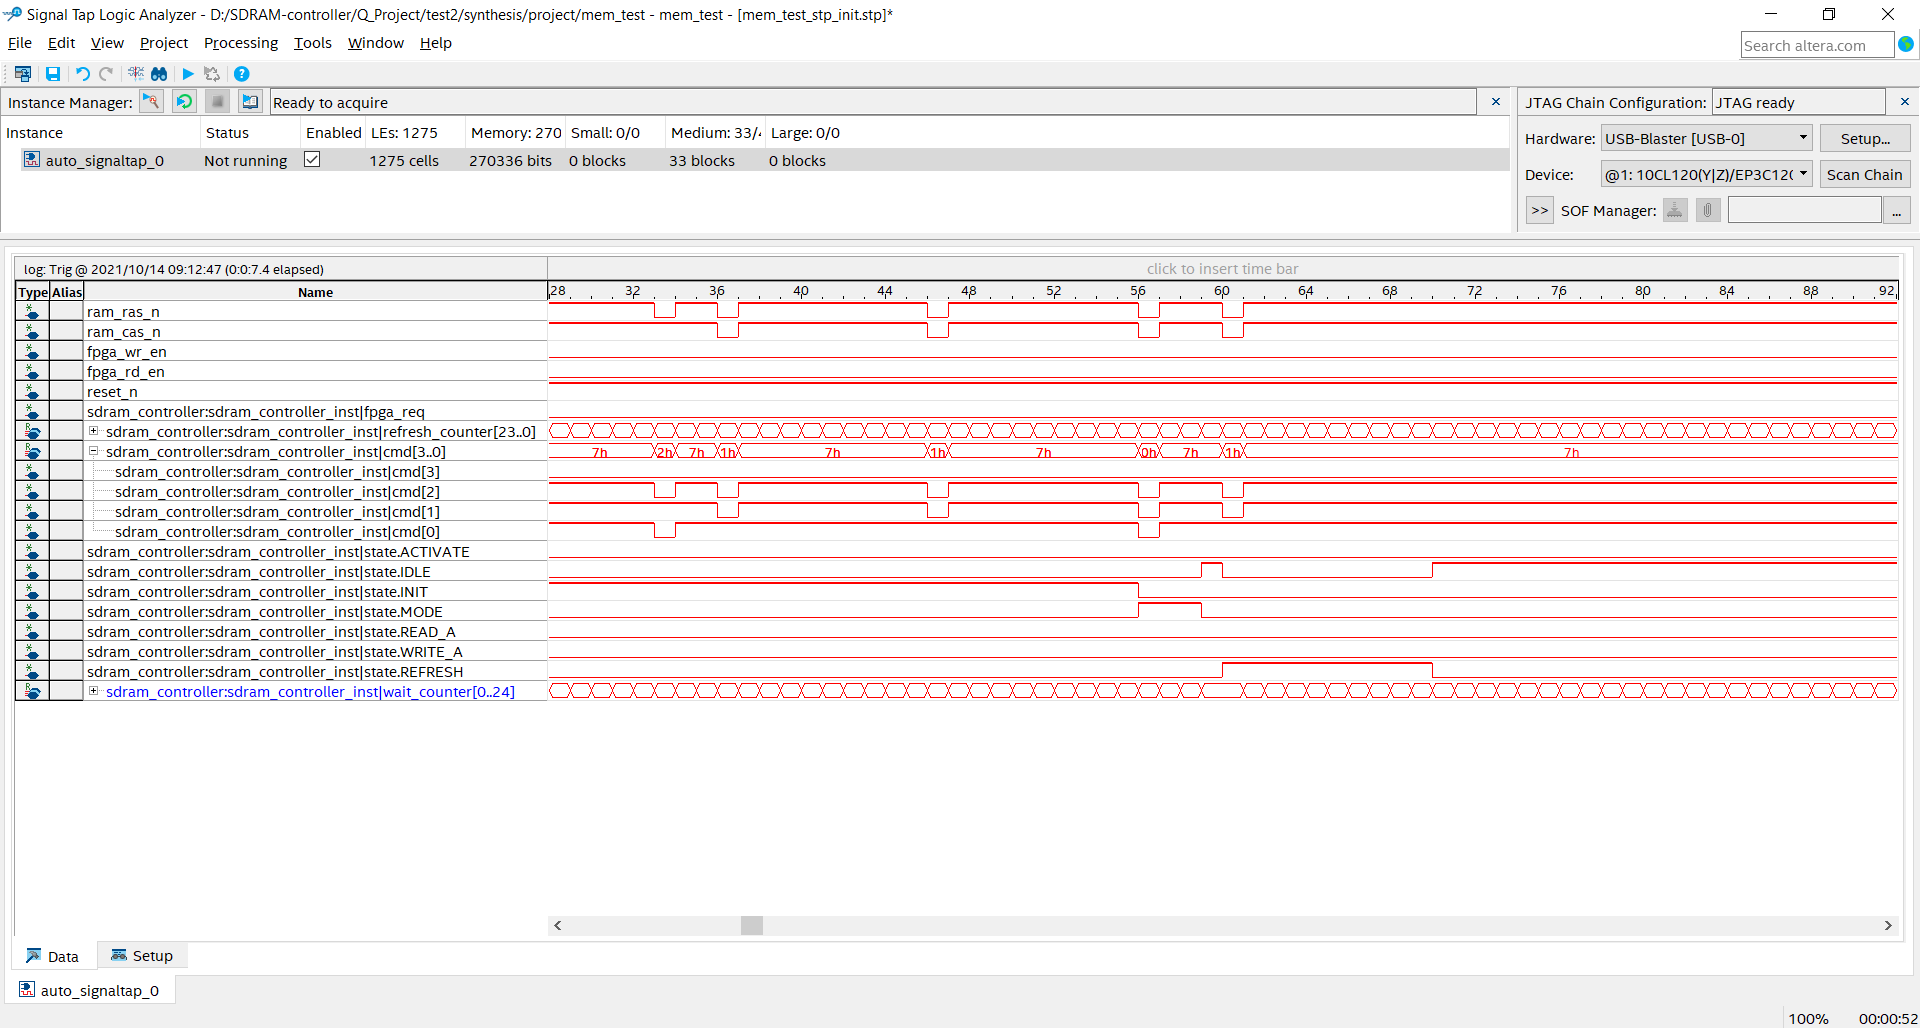 Signal Tap Logic Analyzer - D:/SDRAM-controller/Q_Project/test2/synthesis/project/mem_test - mem_test - [mem_test_stp_init.stp]*
File Edit View Project Processing Tools Window Help
Search altera.com
Instance Manager: Ready to acquire
JTAG Chain Configuration: JTAG ready
Instance Status Enabled LEs: 1275 Memory: 270 Small: 0/0 Medium: 33/ Large: 0/0
auto_signaltap_0 Not running 1275 cells 270336 bits 0 blocks 33 blocks 0 blocks
Hardware: USB-Blaster [USB-0] Setup...
Device: @1: 10CL120(Y|Z)/EP3C120 Scan Chain
>> SOF Manager: ...
log: Trig @ 2021/10/14 09:12:47 (0:0:7.4 elapsed) click to insert time bar
Type Alias Name 28 32 36 40 44 48 52 56 60 64 68 72 76 80 84 88 92
ram_ras_n
ram_cas_n
fpga_wr_en
fpga_rd_en
reset_n
sdram_controller:sdram_controller_inst|fpga_req
sdram_controller:sdram_controller_inst|refresh_counter[23..0]
sdram_controller:sdram_controller_inst|cmd[3..0] 7h 2h 7h 1h 7h 1h 7h 0h 7h 1h 7h
sdram_controller:sdram_controller_inst|cmd[3]
sdram_controller:sdram_controller_inst|cmd[2]
sdram_controller:sdram_controller_inst|cmd[1]
sdram_controller:sdram_controller_inst|cmd[0]
sdram_controller:sdram_controller_inst|state.ACTIVATE
sdram_controller:sdram_controller_inst|state.IDLE
sdram_controller:sdram_controller_inst|state.INIT
sdram_controller:sdram_controller_inst|state.MODE
sdram_controller:sdram_controller_inst|state.READ_A
sdram_controller:sdram_controller_inst|state.WRITE_A
sdram_controller:sdram_controller_inst|state.REFRESH
sdram_controller:sdram_controller_inst|wait_counter[0..24]
Data Setup
auto_signaltap_0
100% 00:00:52